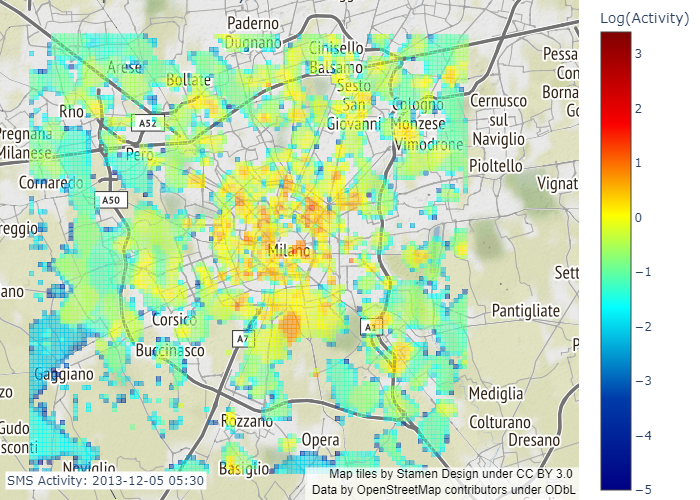 Log(Activity)
3
2
1
0
−1
−2
−3
−4
−5
Paderno
Dugnano
Cinisello
Balsamo
Arese
Bollate
Sesto
San
Giovanni
Cologno
Monzese
Cernusco
sul
Naviglio
Pessa
Con
Borna
Go
Rho
A52
Pero
Vimodrone
Pregnana
Milanese
Pioltello
Cornaredo
A50
Vignat
reggio
Milano
Sett
ano
Pantigliate
Corsico
A7
A1
P
Buccinasco
Gaggiano
zo
Mediglia
Rozzano
Colturano
Gudo
sconti
Opera
Dresano
Noviglio
Basiglio
SMS Activity: 2013-12-05 05:30
Map tiles by Stamen Design under CC BY 3.0
Data by OpenStreetMap contributors under ODbL